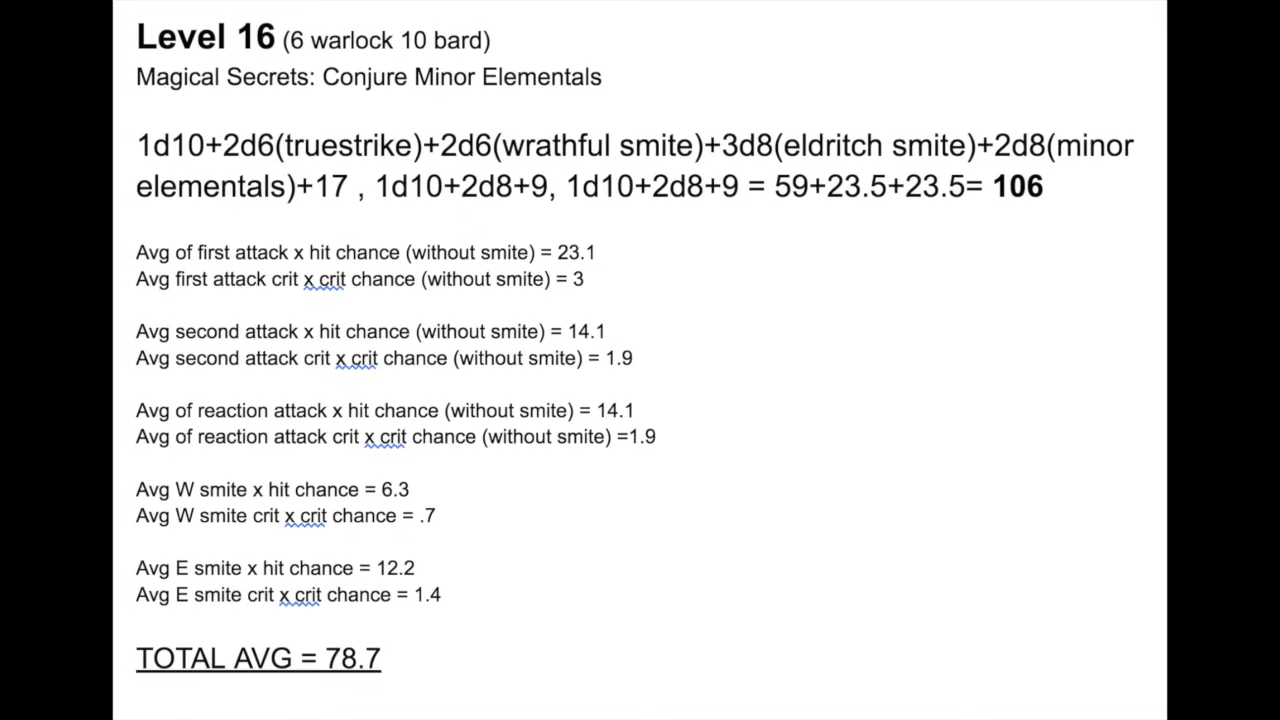 Level 16 (6 warlock 10 bard)
Magical Secrets: Conjure Minor Elementals
1d10+2d6(truestrike)+2d6(wrathful smite)+3d8(eldritch smite)+2d8(minor
elementals)+17 , 1d10+2d8+9, 1d10+2d8+9 = 59+23.5+23.5= 106
Avg of first attack x hit chance (without smite) = 23.1
Avg first attack crit x crit chance (without smite) = 3
Avg second attack x hit chance (without smite) = 14.1
Avg second attack crit x crit chance (without smite) = 1.9
Avg of reaction attack x hit chance (without smite) = 14.1
Avg of reaction attack crit x crit chance (without smite) =1.9
Avg W smite x hit chance = 6.3
Avg W smite crit x crit chance = .7
Avg E smite x hit chance = 12.2
Avg E smite crit x crit chance = 1.4
TOTAL AVG = 78.7